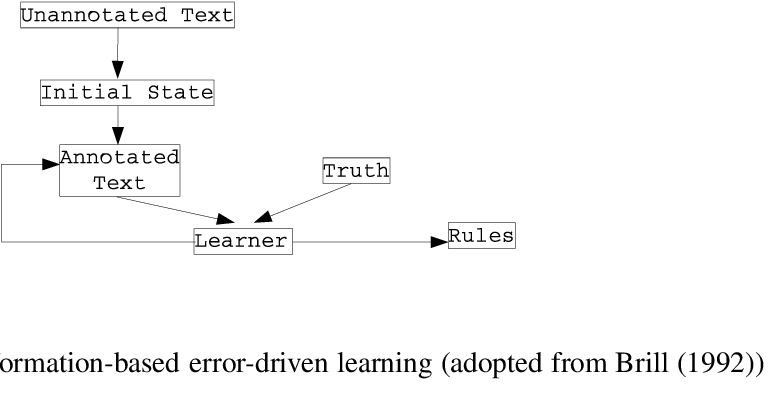 Unannotated Text
Initial State
Annotated
Text
Truth
Learner
Rules
ormation-based error-driven learning (adopted from Brill (1992))